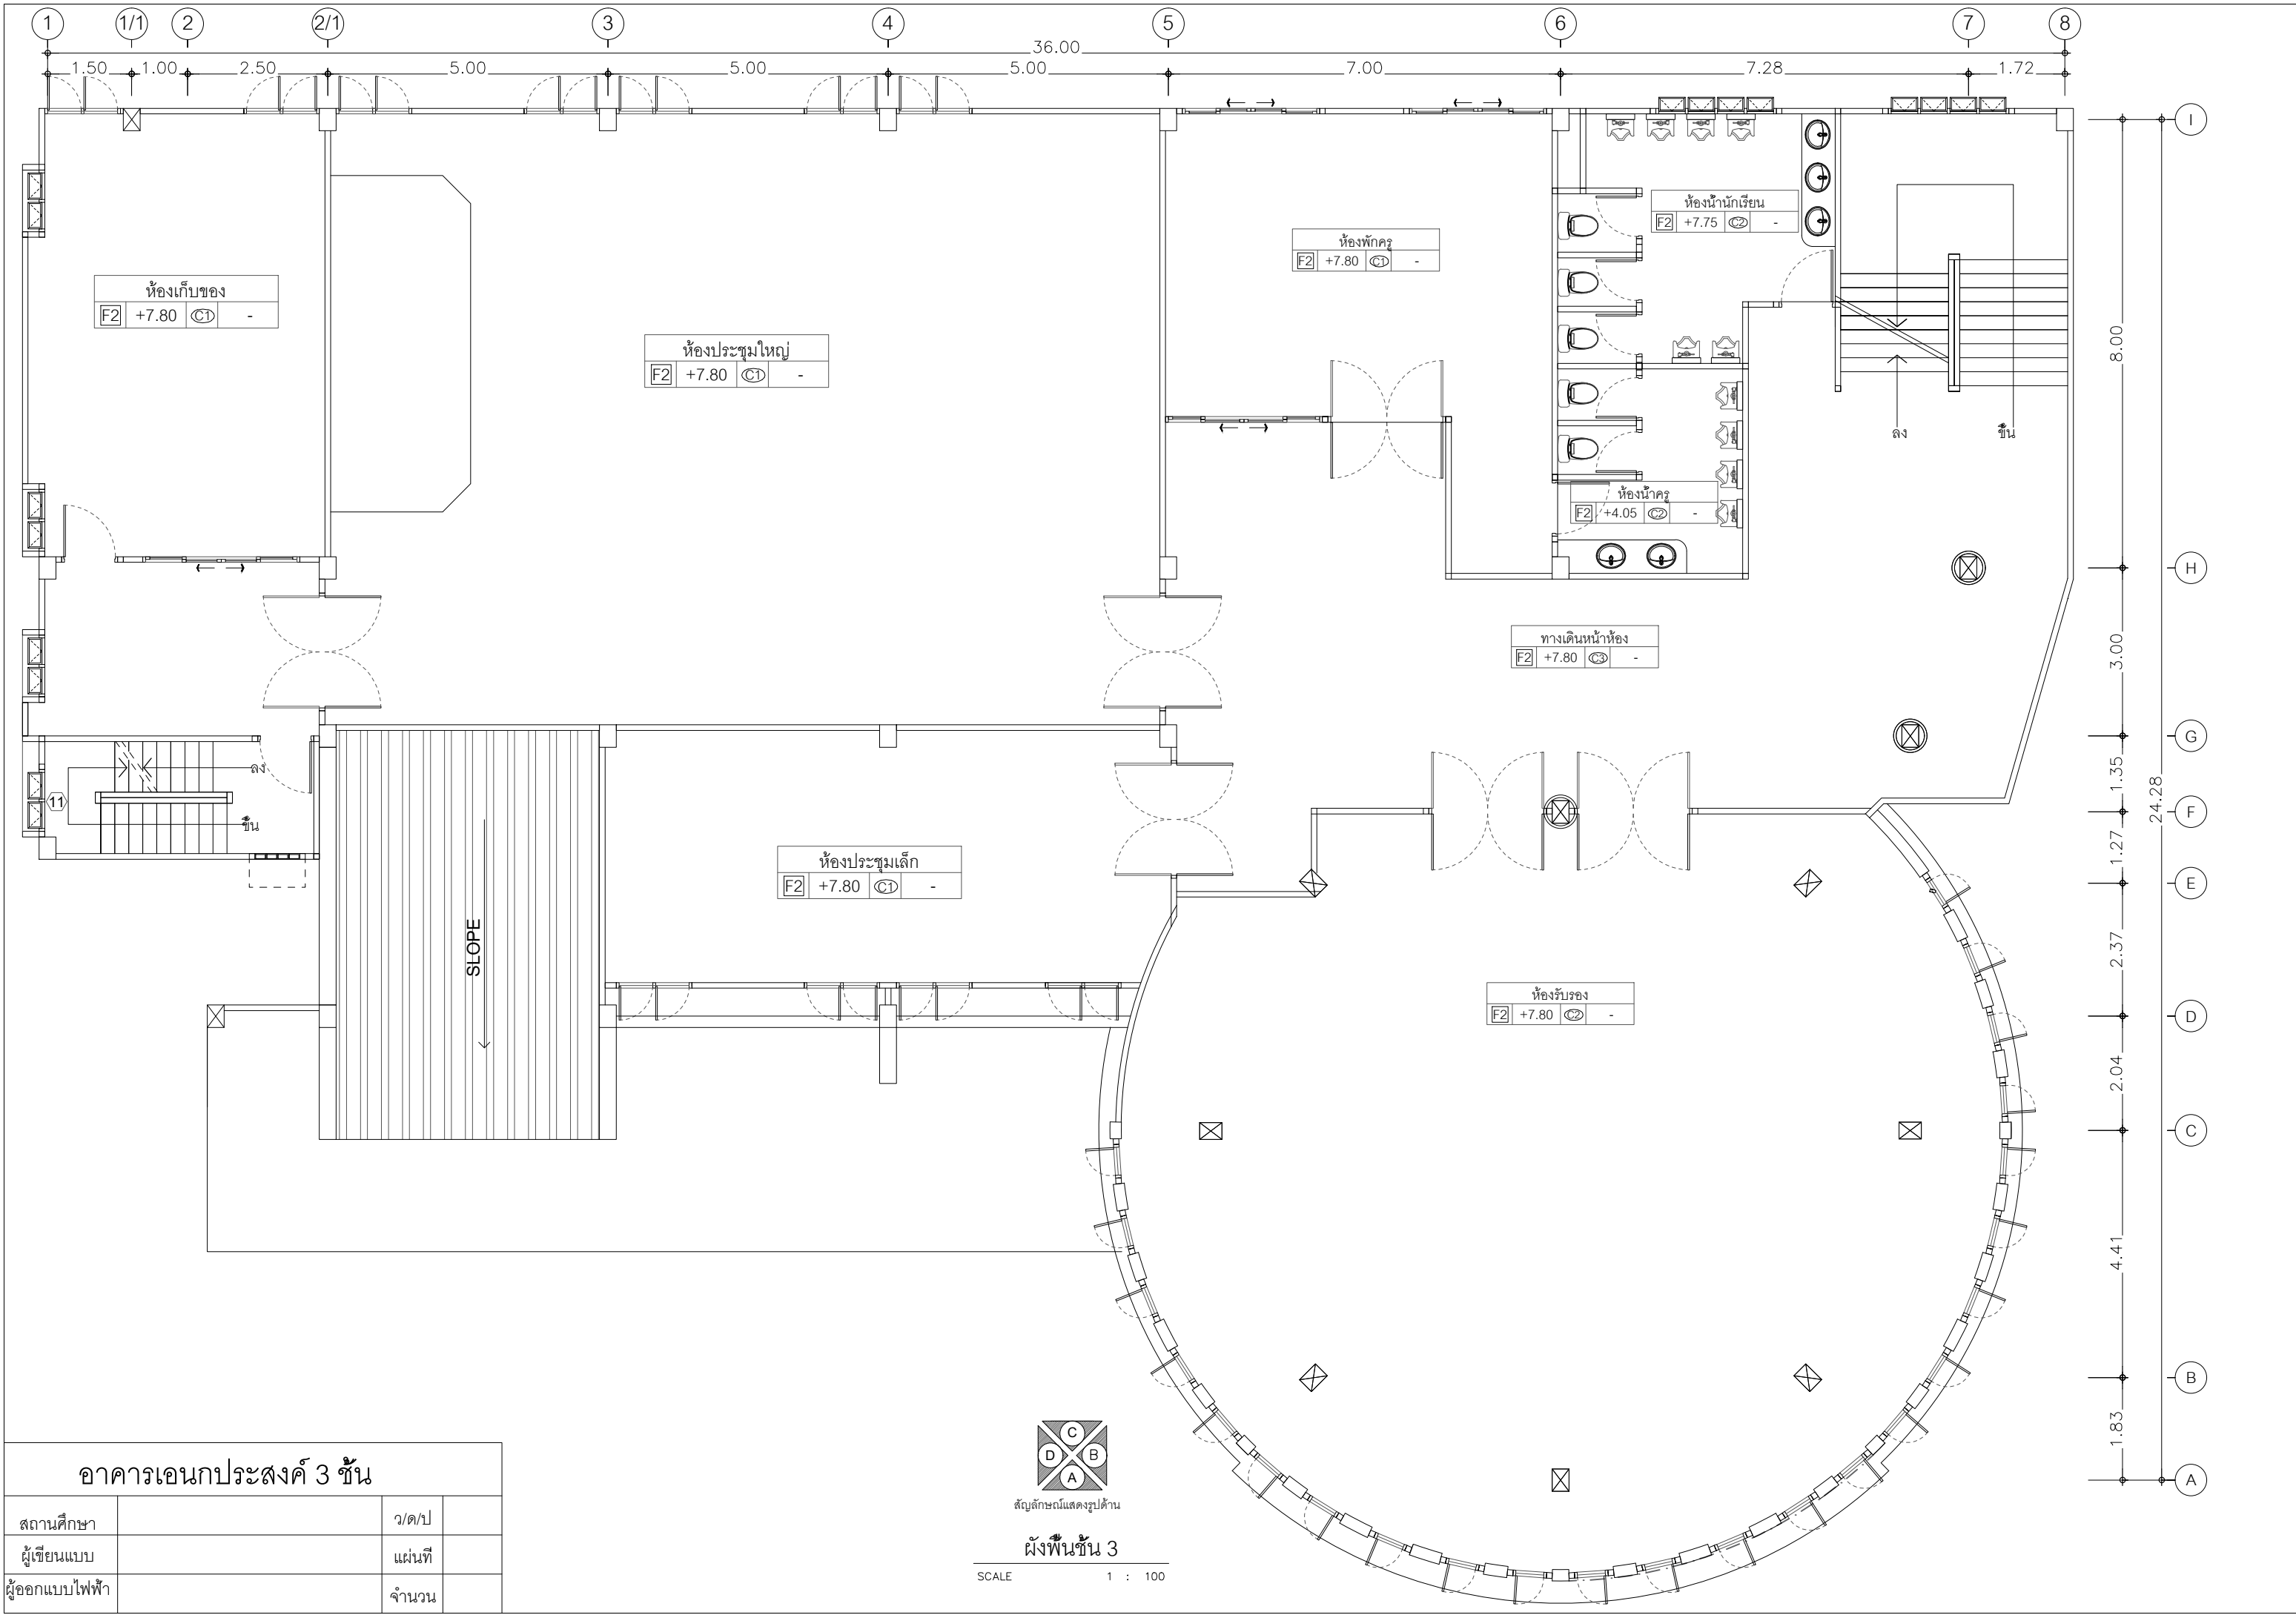 1 1/1 2 2/1 3 4 5 6 7 8
36.00
1.50 1.00 2.50 5.00 5.00 5.00 7.00 7.28 1.72
I
ห้องน้ำนักเรียน
F2 +7.75 C2 -
ห้องพักครู
F2 +7.80 C1 -
ห้องเก็บของ
F2 +7.80 C1 -
ห้องประชุมใหญ่
F2 +7.80 C1 -
8.00
ลง ขึ้น
ห้องน้ำครู
F2 +4.05 C2 -
H
ทางเดินหน้าห้อง
F2 +7.80 C3 -
3.00
G
ลง
11
ขึ้น
1.35
24.28
F
1.27
ห้องประชุมเล็ก
F2 +7.80 C1 -
E
SLOPE
2.37
ห้องรับรอง
F2 +7.80 C2 -
D
2.04
C
4.41
B
1.83
A
C
D B
A
สัญลักษณ์แสดงรูปด้าน
ผังพื้นชั้น 3
SCALE 1 : 100
อาคารเอนกประสงค์ 3 ชั้น
สถานศึกษา ว/ด/ป
ผู้เขียนแบบ แผ่นที่
ผู้ออกแบบไฟฟ้า จำนวน